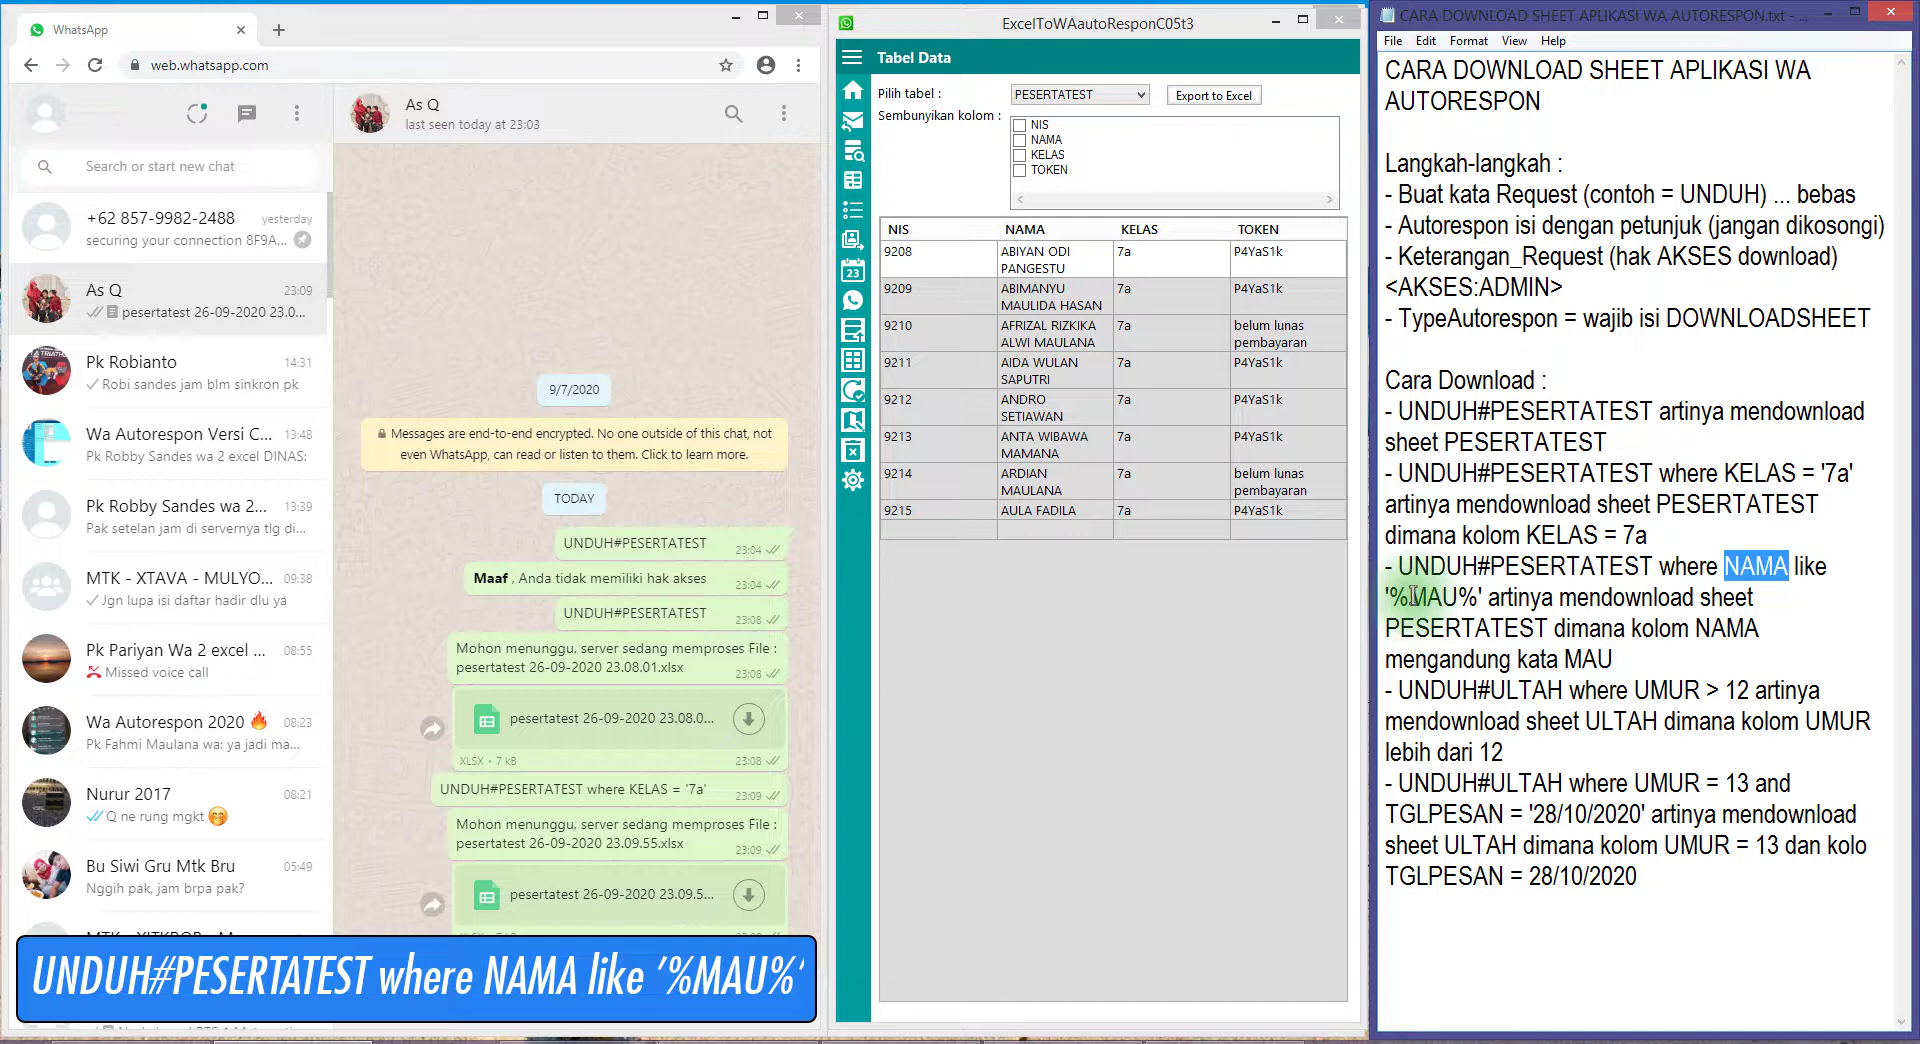 WhatsApp
web.whatsapp.com
Search or start new chat
+62 857-9982-2488
yesterday
securing your connection 8F9A...
As Q
23:09
pesertatest 26-09-2020 23.0...
Pk Robianto
14:31
Robi sandes jam blm sinkron pk
Wa Autorespon Versi C...
13:48
Pk Robby Sandes wa 2 excel DINAS:
Pk Robby Sandes wa 2...
13:39
Pak setelan jam di servernya tlg di...
MTK - XTAVA - MULYO...
09:38
Jgn lupa isi daftar hadir dlu ya
Pk Pariyan Wa 2 excel ...
08:55
Missed voice call
Wa Autorespon 2020 🔥
08:23
Pk Fahmi Maulana wa: ya jadi ma...
Nurur 2017
08:21
Q ne rung mgkt 🤭
Bu Siwi Gru Mtk Bru
05:49
Nggih pak, jam brpa pak?
As Q
last seen today at 23:03
9/7/2020
Messages are end-to-end encrypted. No one outside of this chat, not
even WhatsApp, can read or listen to them. Click to learn more.
TODAY
UNDUH#PESERTATEST
23:04
Maaf , Anda tidak memiliki hak akses
23:04
UNDUH#PESERTATEST
23:08
Mohon menunggu, server sedang memproses File :
pesertatest 26-09-2020 23.08.01.xlsx
23:08
pesertatest 26-09-2020 23.08.0...
XLSX • 7 kB
23:08
UNDUH#PESERTATEST where KELAS = '7a'
23:09
Mohon menunggu, server sedang memproses File :
pesertatest 26-09-2020 23.09.55.xlsx
23:09
pesertatest 26-09-2020 23.09.5...
UNDUH#PESERTATEST where NAMA like '%MAU%'
ExcelToWAautoResponC05t3
Tabel Data
Pilih tabel :
PESERTATEST
Export to Excel
Sembunyikan kolom :
NIS
NAMA
KELAS
TOKEN
23
NIS NAMA KELAS TOKEN
9208 ABIYAN ODI 7a P4YaS1k
PANGESTU
9209 ABIMANYU 7a P4YaS1k
MAULIDA HASAN
9210 AFRIZAL RIZKIKA 7a belum lunas
ALWI MAULANA pembayaran
9211 AIDA WULAN 7a P4YaS1k
SAPUTRI
9212 ANDRO 7a P4YaS1k
SETIAWAN
9213 ANTA WIBAWA 7a P4YaS1k
MAMANA
9214 ARDIAN 7a belum lunas
MAULANA pembayaran
9215 AULA FADILA 7a P4YaS1k
CARA DOWNLOAD SHEET APLIKASI WA AUTORESPON.txt - ...
File Edit Format View Help
CARA DOWNLOAD SHEET APLIKASI WA
AUTORESPON
Langkah-langkah :
- Buat kata Request (contoh = UNDUH) ... bebas
- Autorespon isi dengan petunjuk (jangan dikosongi)
- Keterangan_Request (hak AKSES download)
<AKSES:ADMIN>
- TypeAutorespon = wajib isi DOWNLOADSHEET
Cara Download :
- UNDUH#PESERTATEST artinya mendownload
sheet PESERTATEST
- UNDUH#PESERTATEST where KELAS = '7a'
artinya mendownload sheet PESERTATEST
dimana kolom KELAS = 7a
- UNDUH#PESERTATEST where NAMA like
'%MAU%' artinya mendownload sheet
PESERTATEST dimana kolom NAMA
mengandung kata MAU
- UNDUH#ULTAH where UMUR > 12 artinya
mendownload sheet ULTAH dimana kolom UMUR
lebih dari 12
- UNDUH#ULTAH where UMUR = 13 and
TGLPESAN = '28/10/2020' artinya mendownload
sheet ULTAH dimana kolom UMUR = 13 dan kolo
TGLPESAN = 28/10/2020